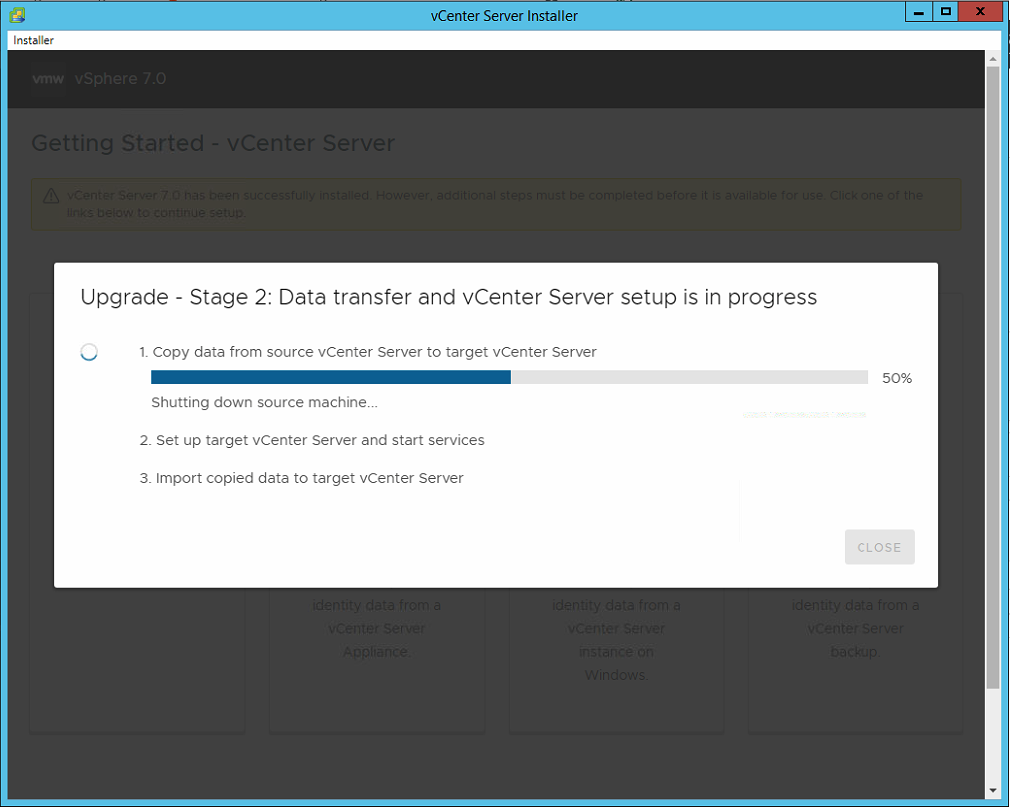 vCenter Server Installer
Installer
vmw vSphere 7.0
Getting Started - vCenter Server
vCenter Server 7.0 has been successfully installed. However, additional steps must be completed before it is available for use. Click one of the
links below to continue setup.
Upgrade - Stage 2: Data transfer and vCenter Server setup is in progress
1. Copy data from source vCenter Server to target vCenter Server
50%
Shutting down source machine...
2. Set up target vCenter Server and start services
3. Import copied data to target vCenter Server
CLOSE
identity data from a
vCenter Server
Appliance.
identity data from a
vCenter Server
instance on
Windows.
identity data from a
vCenter Server
backup.